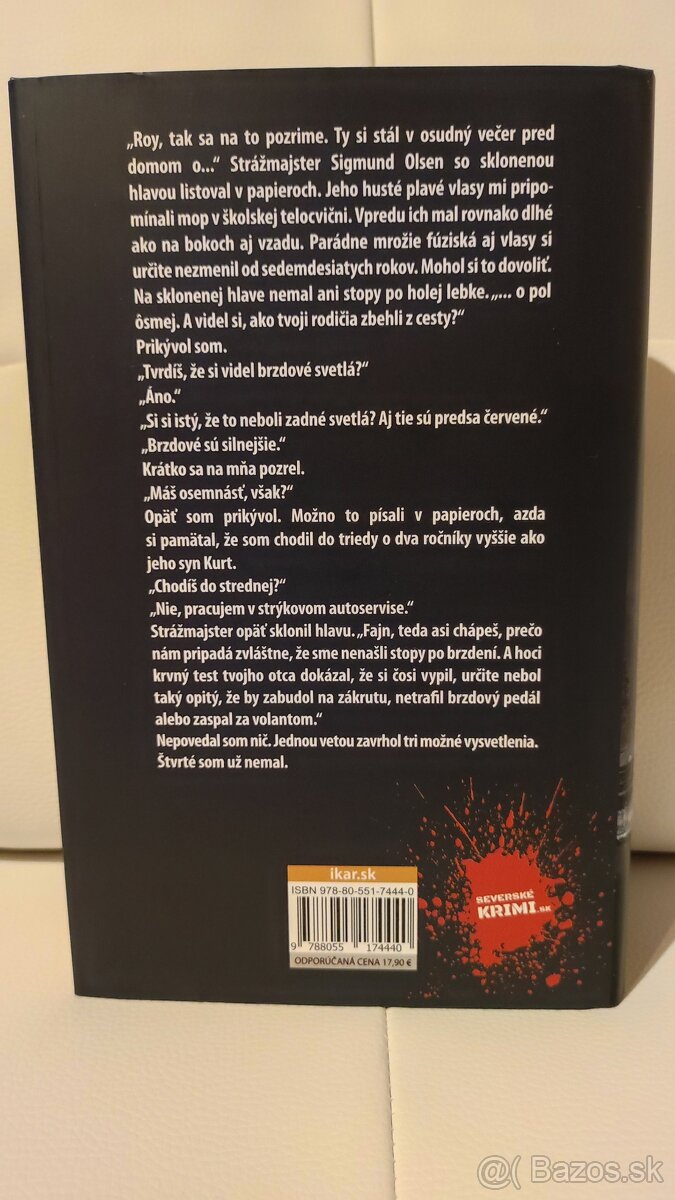 „Roy, tak sa na to pozrime. Ty si stál v osudný večer pred
domom o...“ Strážmajster Sigmund Olsen so sklonenou
hlavou listoval v papieroch. Jeho husté plavé vlasy mi pripo-
mínali mop v školskej telocvični. Vpredu ich mal rovnako dlhé
ako na bokoch aj vzadu. Parádne mrožie fúziská aj vlasy si
určite nezmenil od sedemdesiatych rokov. Mohol si to dovoliť.
Na sklonenej hlave nemal ani stopy po holej lebke. „... o pol
ôsmej. A videl si, ako tvoji rodičia zbehli z cesty?“
Prikývol som.
„Tvrdíš, že si videl brzdové svetlá?“
„Áno.“
„Si si istý, že to neboli zadné svetlá? Aj tie sú predsa červené.“
„Brzdové sú silnejšie.“
Krátko sa na mňa pozrel.
„Máš osemnásť, však?“
Opäť som prikývol. Možno to písali v papieroch, azda
si pamätal, že som chodil do triedy o dva ročníky vyššie ako
jeho syn Kurt.
„Chodíš do strednej?“
„Nie, pracujem v strýkovom autoservise.“
Strážmajster opäť sklonil hlavu. „Fajn, teda asi chápeš, prečo
nám pripadá zvláštne, že sme nenašli stopy po brzdení. A hoci
krvný test tvojho otca dokázal, že si čosi vypil, určite nebol
taký opitý, že by zabudol na zákrutu, netrafil brzdový pedál
alebo zaspal za volantom.“
Nepovedal som nič. Jednou vetou zavrhol tri možné vysvetlenia.
Štvrté som už nemal.
ikar.sk
ISBN 978-80-551-7444-0
9 788055 174440
ODPORÚČANÁ CENA 17,90 €
SEVERSKÉ
KRIMI.sk
@( Bazos.sk